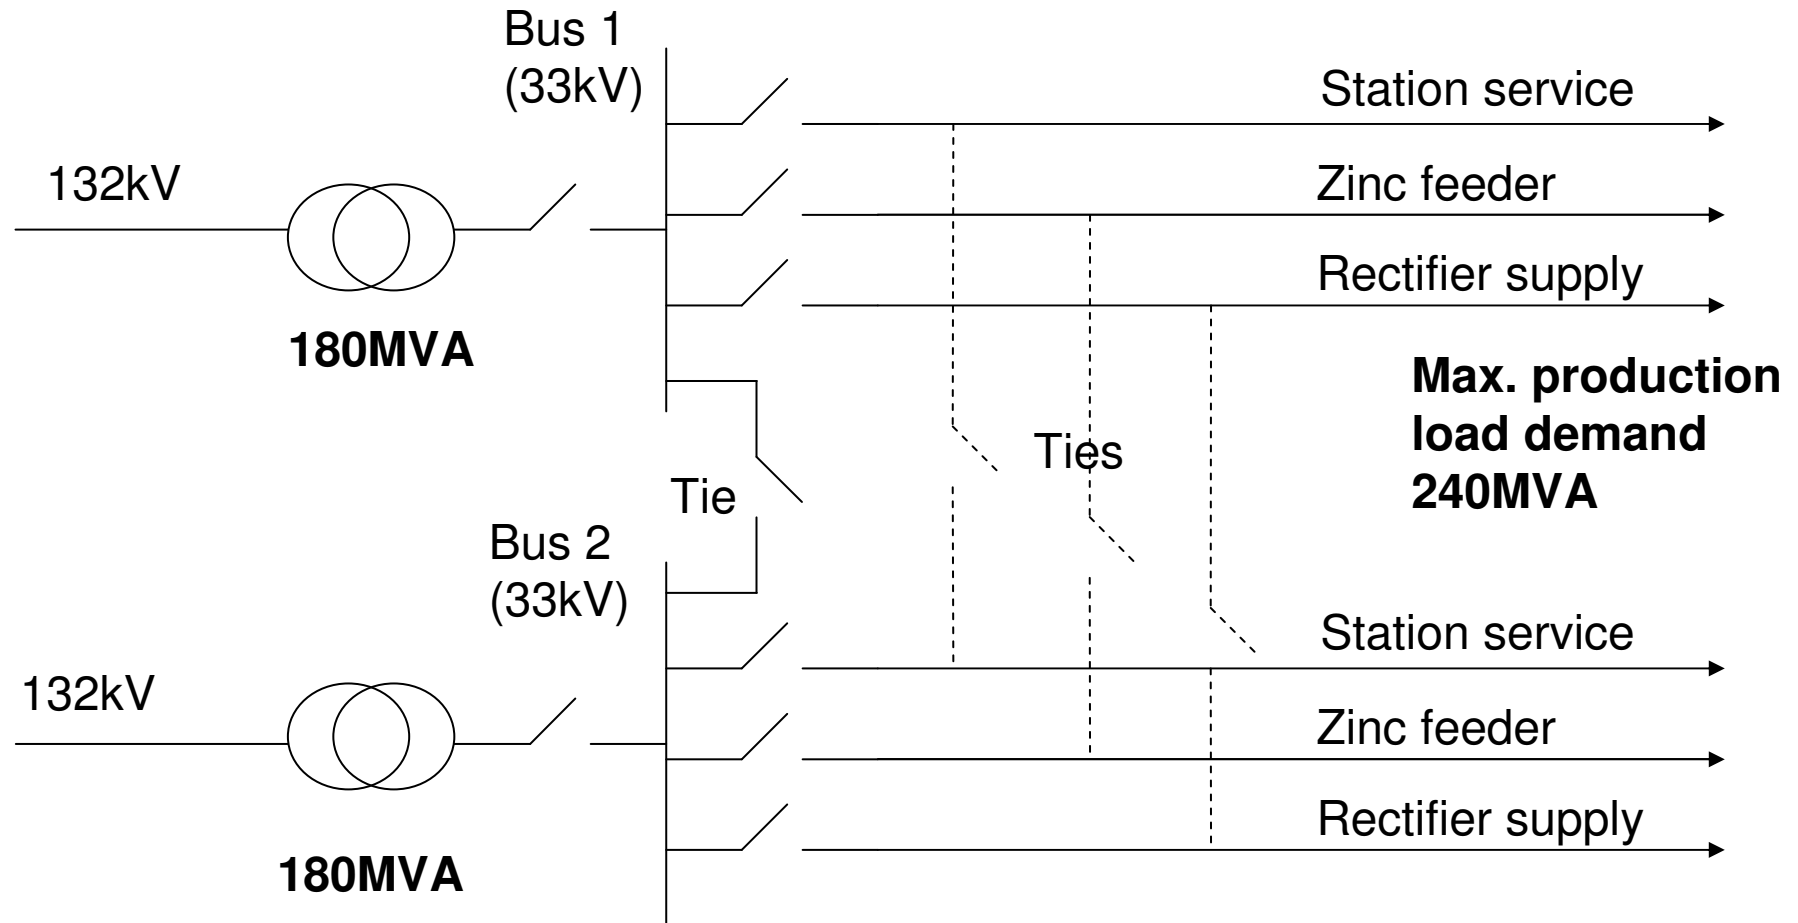 Bus 1
(33kV)
Station service
132kV
Zinc feeder
Rectifier supply
180MVA
Max. production
load demand
240MVA
Ties
Tie
Bus 2
(33kV)
Station service
132kV
Zinc feeder
Rectifier supply
180MVA